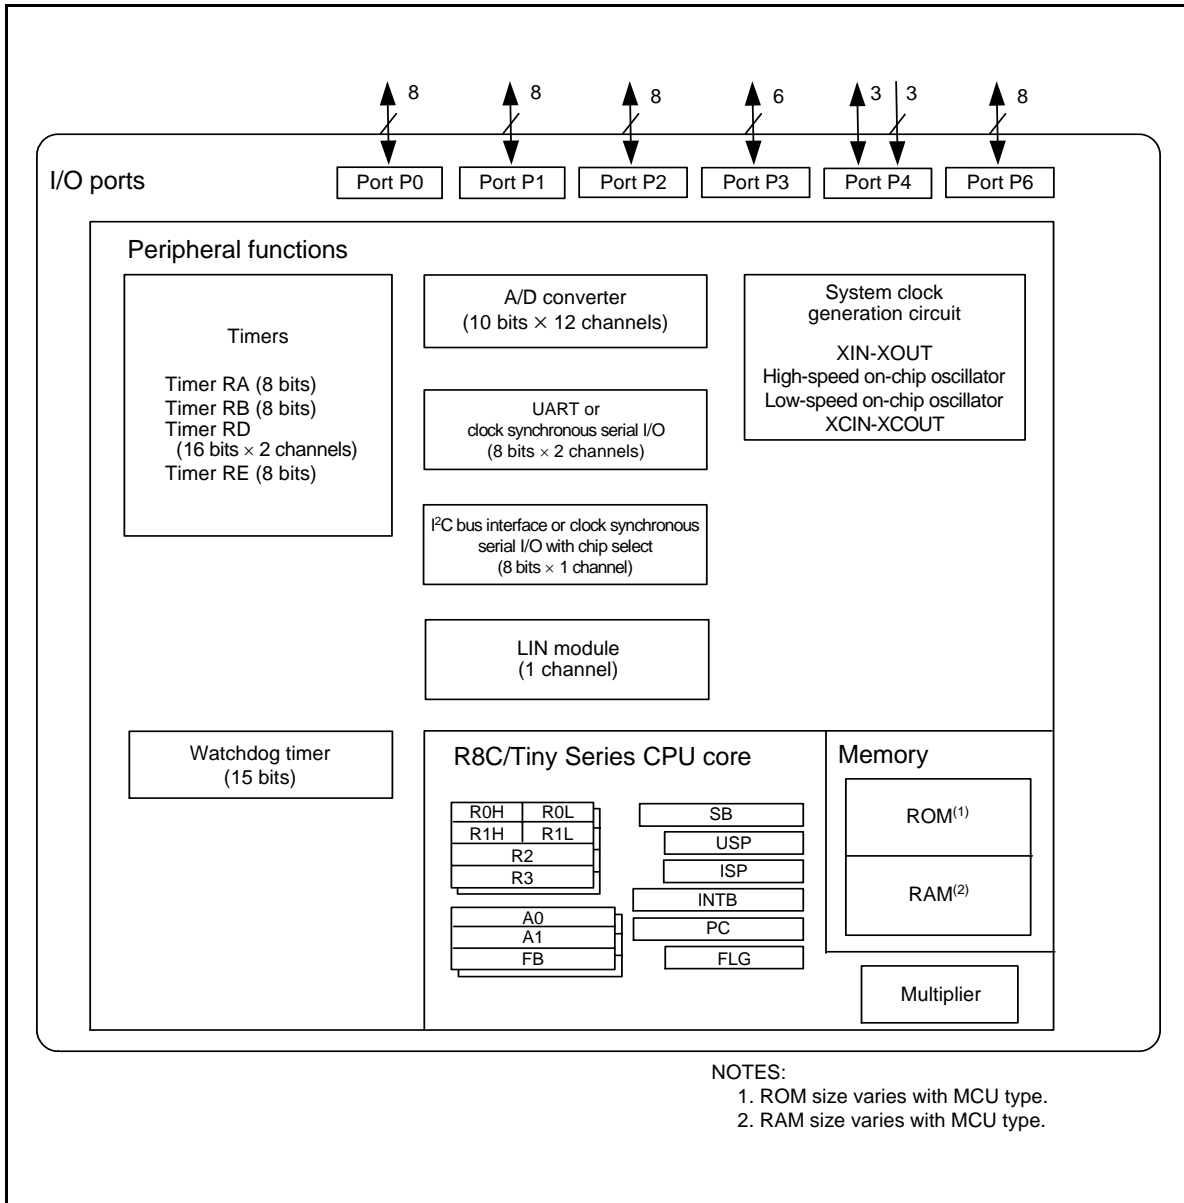 8 8 8 6 3 3 8
I/O ports
Port P0 Port P1 Port P2 Port P3 Port P4 Port P6
Peripheral functions
Timers
Timer RA (8 bits)
Timer RB (8 bits)
Timer RD
(16 bits × 2 channels)
Timer RE (8 bits)
A/D converter
(10 bits × 12 channels)
UART or
clock synchronous serial I/O
(8 bits × 2 channels)
I²C bus interface or clock synchronous
serial I/O with chip select
(8 bits × 1 channel)
LIN module
(1 channel)
System clock
generation circuit
XIN-XOUT
High-speed on-chip oscillator
Low-speed on-chip oscillator
XCIN-XCOUT
Watchdog timer
(15 bits)
R8C/Tiny Series CPU core
R0H R0L
R1H R1L
R2
R3
A0
A1
FB
SB
USP
ISP
INTB
PC
FLG
Memory
ROM(1)
RAM(2)
Multiplier
NOTES:
1. ROM size varies with MCU type.
2. RAM size varies with MCU type.